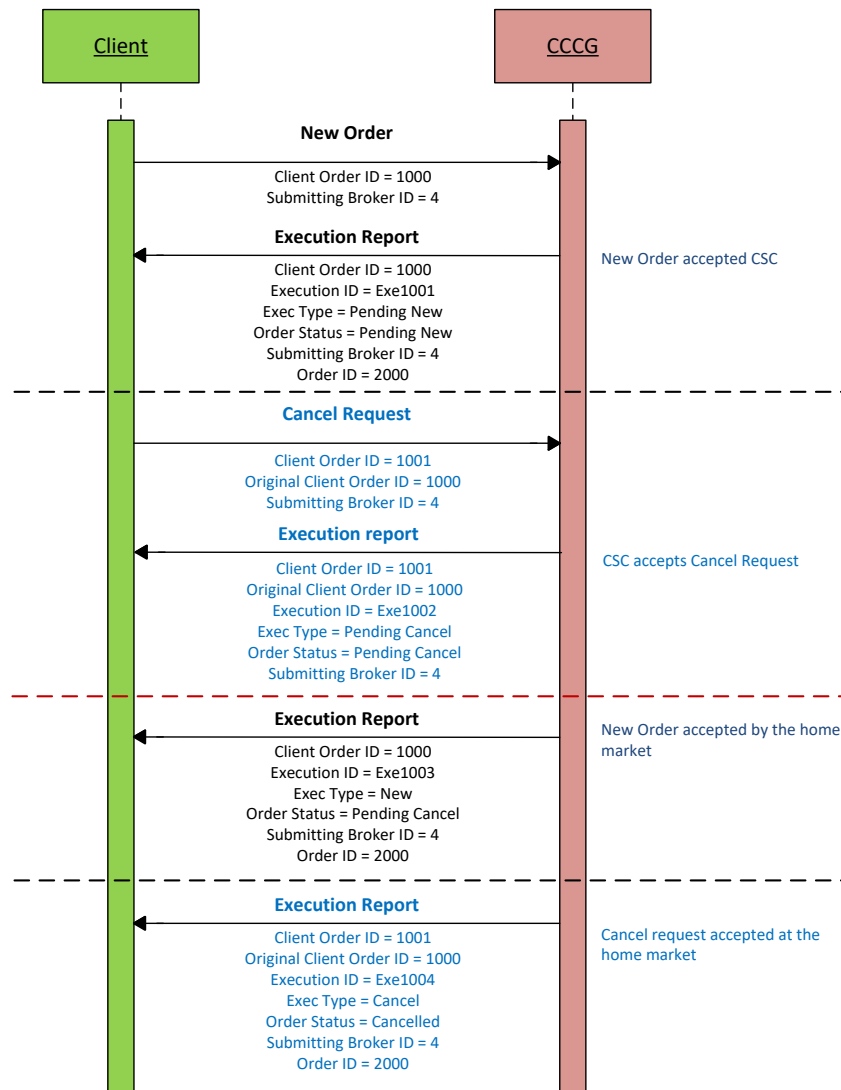 Client
CCCG
New Order
Client Order ID = 1000
Submitting Broker ID = 4
Execution Report
New Order accepted CSC
Client Order ID = 1000
Execution ID = Exe1001
Exec Type = Pending New
Order Status = Pending New
Submitting Broker ID = 4
Order ID = 2000
Cancel Request
Client Order ID = 1001
Original Client Order ID = 1000
Submitting Broker ID = 4
Execution report
CSC accepts Cancel Request
Client Order ID = 1001
Original Client Order ID = 1000
Execution ID = Exe1002
Exec Type = Pending Cancel
Order Status = Pending Cancel
Submitting Broker ID = 4
Execution Report
New Order accepted by the home
market
Client Order ID = 1000
Execution ID = Exe1003
Exec Type = New
Order Status = Pending Cancel
Submitting Broker ID = 4
Order ID = 2000
Execution Report
Cancel request accepted at the
home market
Client Order ID = 1001
Original Client Order ID = 1000
Execution ID = Exe1004
Exec Type = Cancel
Order Status = Cancelled
Submitting Broker ID = 4
Order ID = 2000